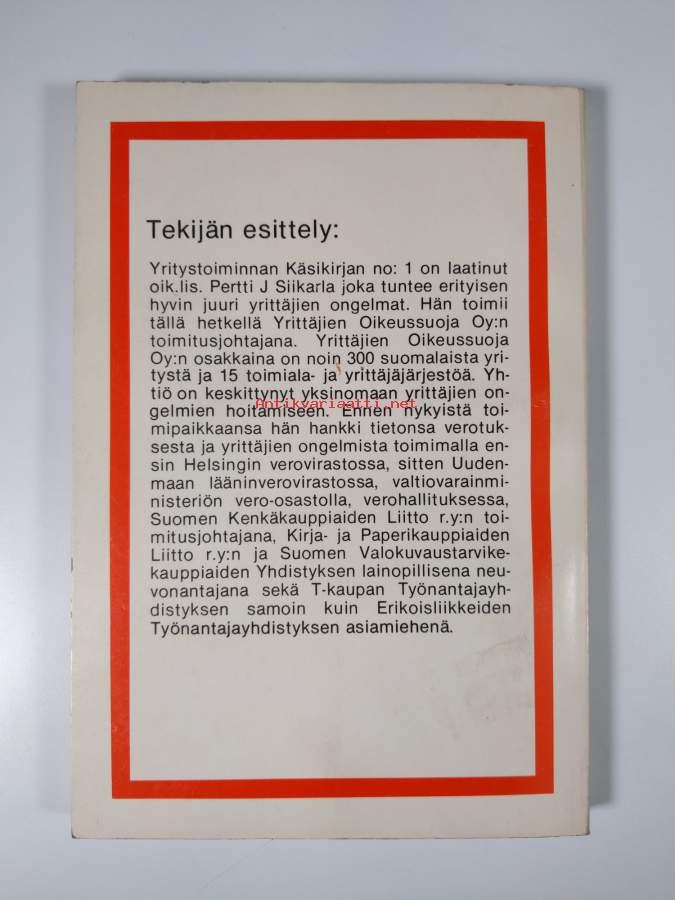 Tekijän esittely:
Yritystoiminnan Käsikirjan no: 1 on laatinut
oik.lis. Pertti J Siikarla joka tuntee erityisen
hyvin juuri yrittäjien ongelmat. Hän toimii
tällä hetkellä Yrittäjien Oikeussuoja Oy:n
toimitusjohtajana. Yrittäjien Oikeussuoja
Oy:n osakkaina on noin 300 suomalaista yri-
tystä ja 15 toimiala- ja yrittäjäjärjestöä. Yh-
tiö on keskittynyt yksinomaan yrittäjien on-
Antikvariaatti.net
gelmien hoitamiseen. Ennen nykyistä toi-
mipaikkaansa hän hankki tietonsa verotuk-
sesta ja yrittäjien ongelmista toimimalla en-
sin Helsingin verovirastossa, sitten Uuden-
maan lääninverovirastossa, valtiovarainmi-
nisteriön vero-osastolla, verohallituksessa,
Suomen Kenkäkauppiaiden Liitto r.y:n toi-
mitusjohtajana, Kirja- ja Paperikauppiaiden
Liitto r.y:n ja Suomen Valokuvaustarvike-
kauppiaiden Yhdistyksen lainopillisena neu-
vonantajana sekä T-kaupan Työnantajayh-
distyksen samoin kuin Erikoisliikkeiden
Työnantajayhdistyksen asiamiehenä.